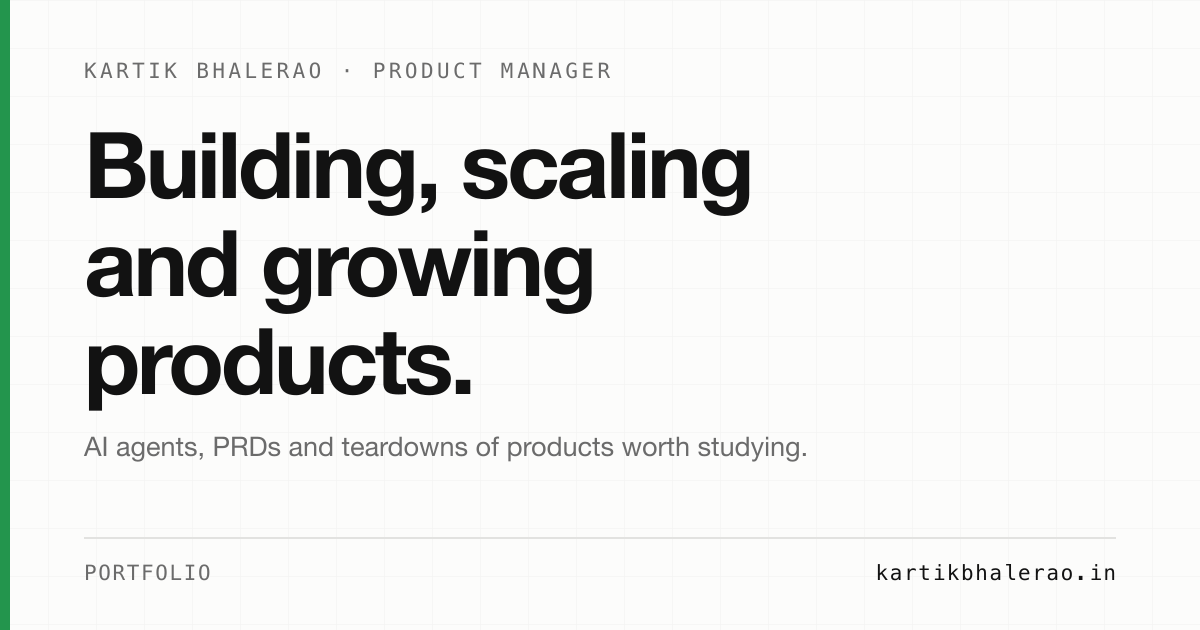 KARTIK BHALERAO · PRODUCT MANAGER
Building, scaling
and growing
products.
AI agents, PRDs and teardowns of products worth studying.
PORTFOLIO
kartikbhalerao.in